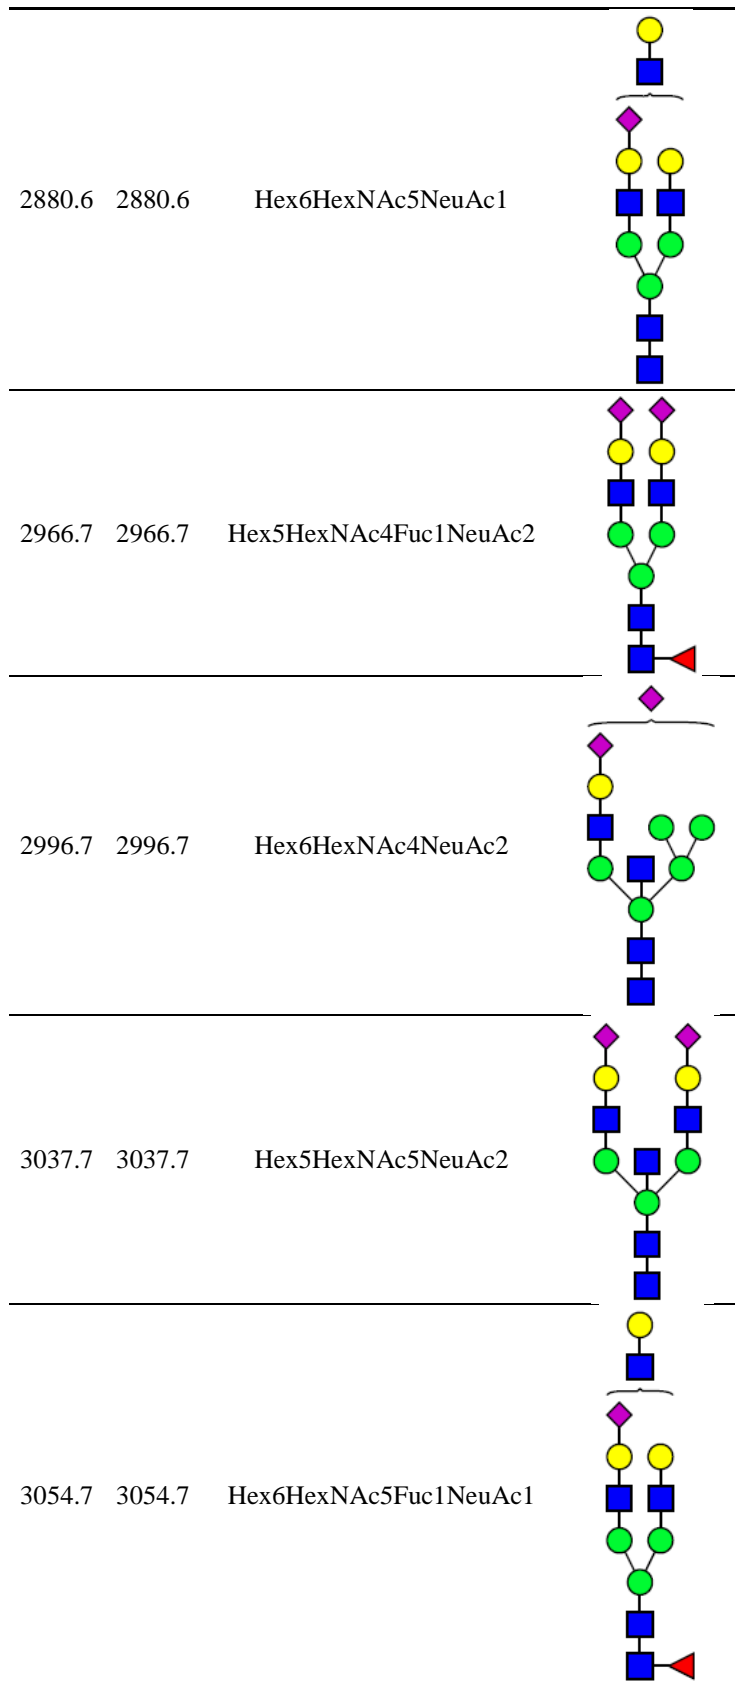 2880.6 2880.6 Hex6HexNAc5NeuAc1
2966.7 2966.7 Hex5HexNAc4Fuc1NeuAc2
2996.7 2996.7 Hex6HexNAc4NeuAc2
3037.7 3037.7 Hex5HexNAc5NeuAc2
3054.7 3054.7 Hex6HexNAc5Fuc1NeuAc1